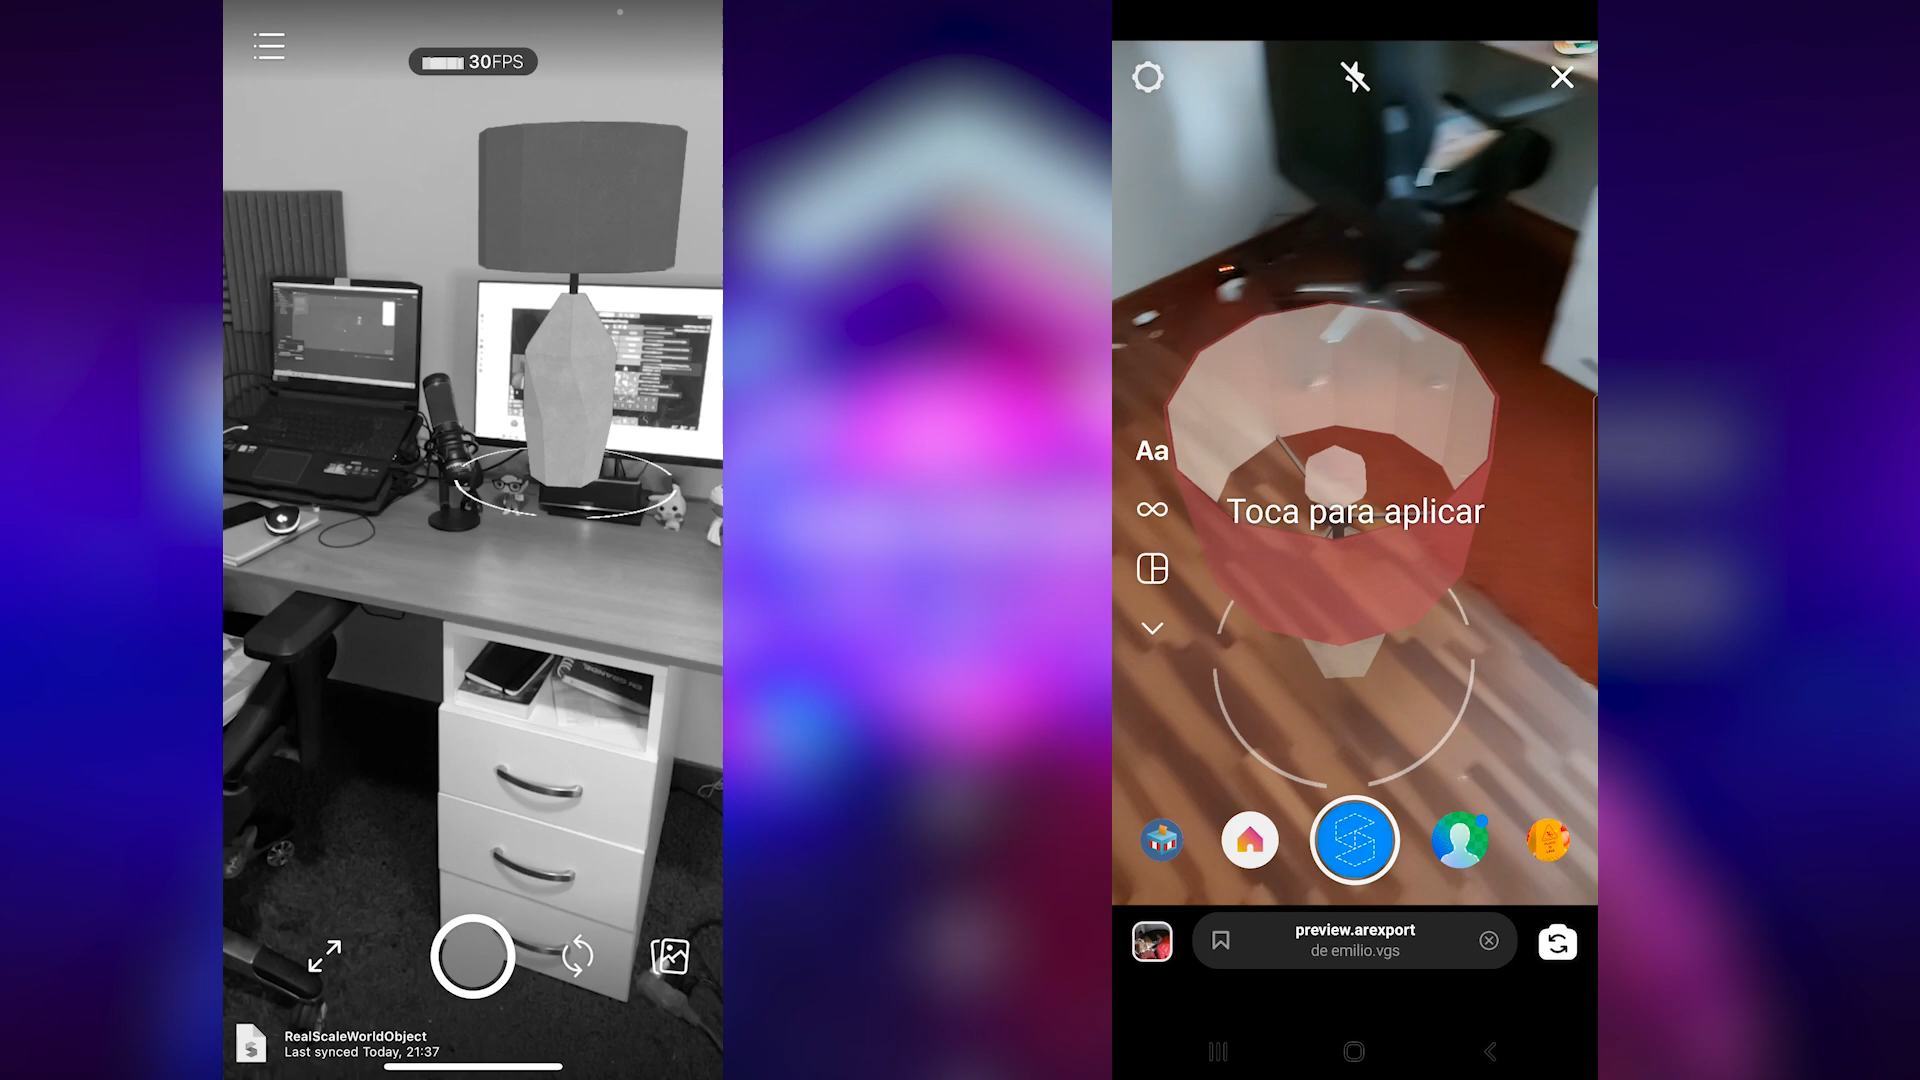 30FPS
RealScaleWorldObject
Last synced Today, 21:37
Aa
Toca para aplicar
preview.arexport
de emilio.vgs